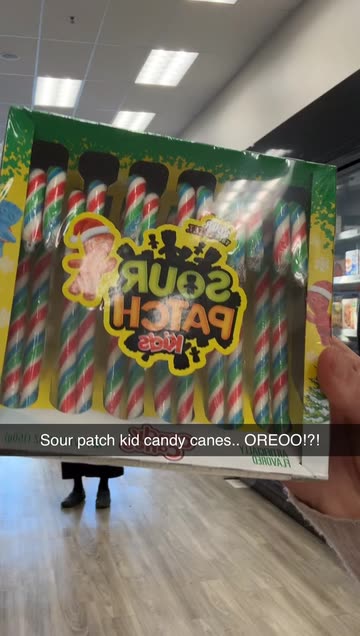 SOUR
PATCH
KIDS
Sour patch kid candy canes.. OREOO!?!
ARTIFICIALLY
FLAVORED